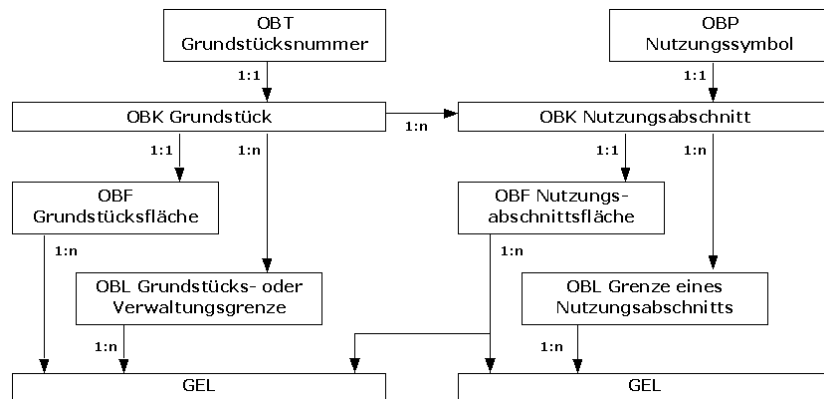 OBT
Grundstücksnummer
OBP
Nutzungssymbol
1:1
1:1
OBK Grundstück
1:n
OBK Nutzungsabschnitt
1:1
1:n
1:1
1:n
OBF
Grundstücksfläche
OBF Nutzungs-
abschnittsfläche
1:n
1:n
OBL Grundstücks- oder
Verwaltungsgrenze
OBL Grenze eines
Nutzungsabschnitts
1:n
1:n
GEL
GEL